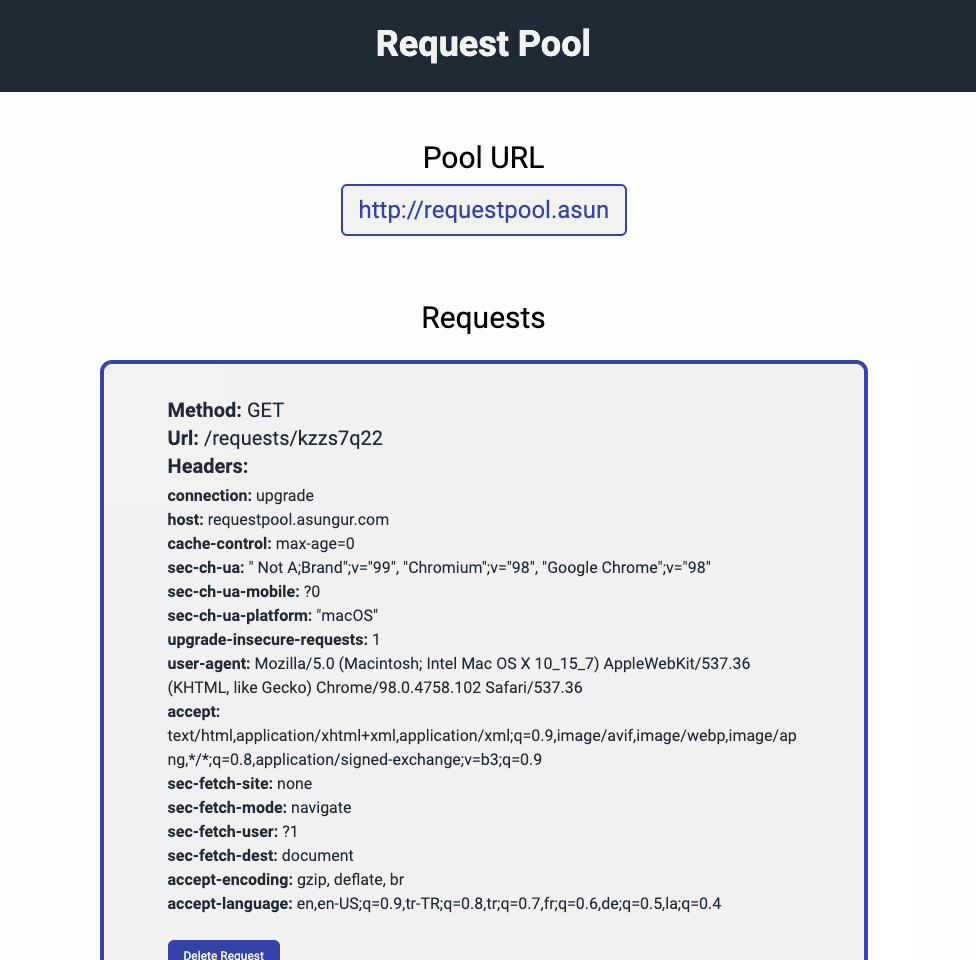 Request Pool
Pool URL
http://requestpool.asun
Requests
Method: GET
Url: /requests/kzzs7q22
Headers:
connection: upgrade
host: requestpool.asungur.com
cache-control: max-age=0
sec-ch-ua: " Not A;Brand";v="99", "Chromium";v="98", "Google Chrome";v="98"
sec-ch-ua-mobile: ?0
sec-ch-ua-platform: "macOS"
upgrade-insecure-requests: 1
user-agent: Mozilla/5.0 (Macintosh; Intel Mac OS X 10_15_7) AppleWebKit/537.36
(KHTML, like Gecko) Chrome/98.0.4758.102 Safari/537.36
accept:
text/html,application/xhtml+xml,application/xml;q=0.9,image/avif,image/webp,image/ap
ng,*/*;q=0.8,application/signed-exchange;v=b3;q=0.9
sec-fetch-site: none
sec-fetch-mode: navigate
sec-fetch-user: ?1
sec-fetch-dest: document
accept-encoding: gzip, deflate, br
accept-language: en,en-US;q=0.9,tr-TR;q=0.8,tr;q=0.7,fr;q=0.6,de;q=0.5,la;q=0.4
Delete Request